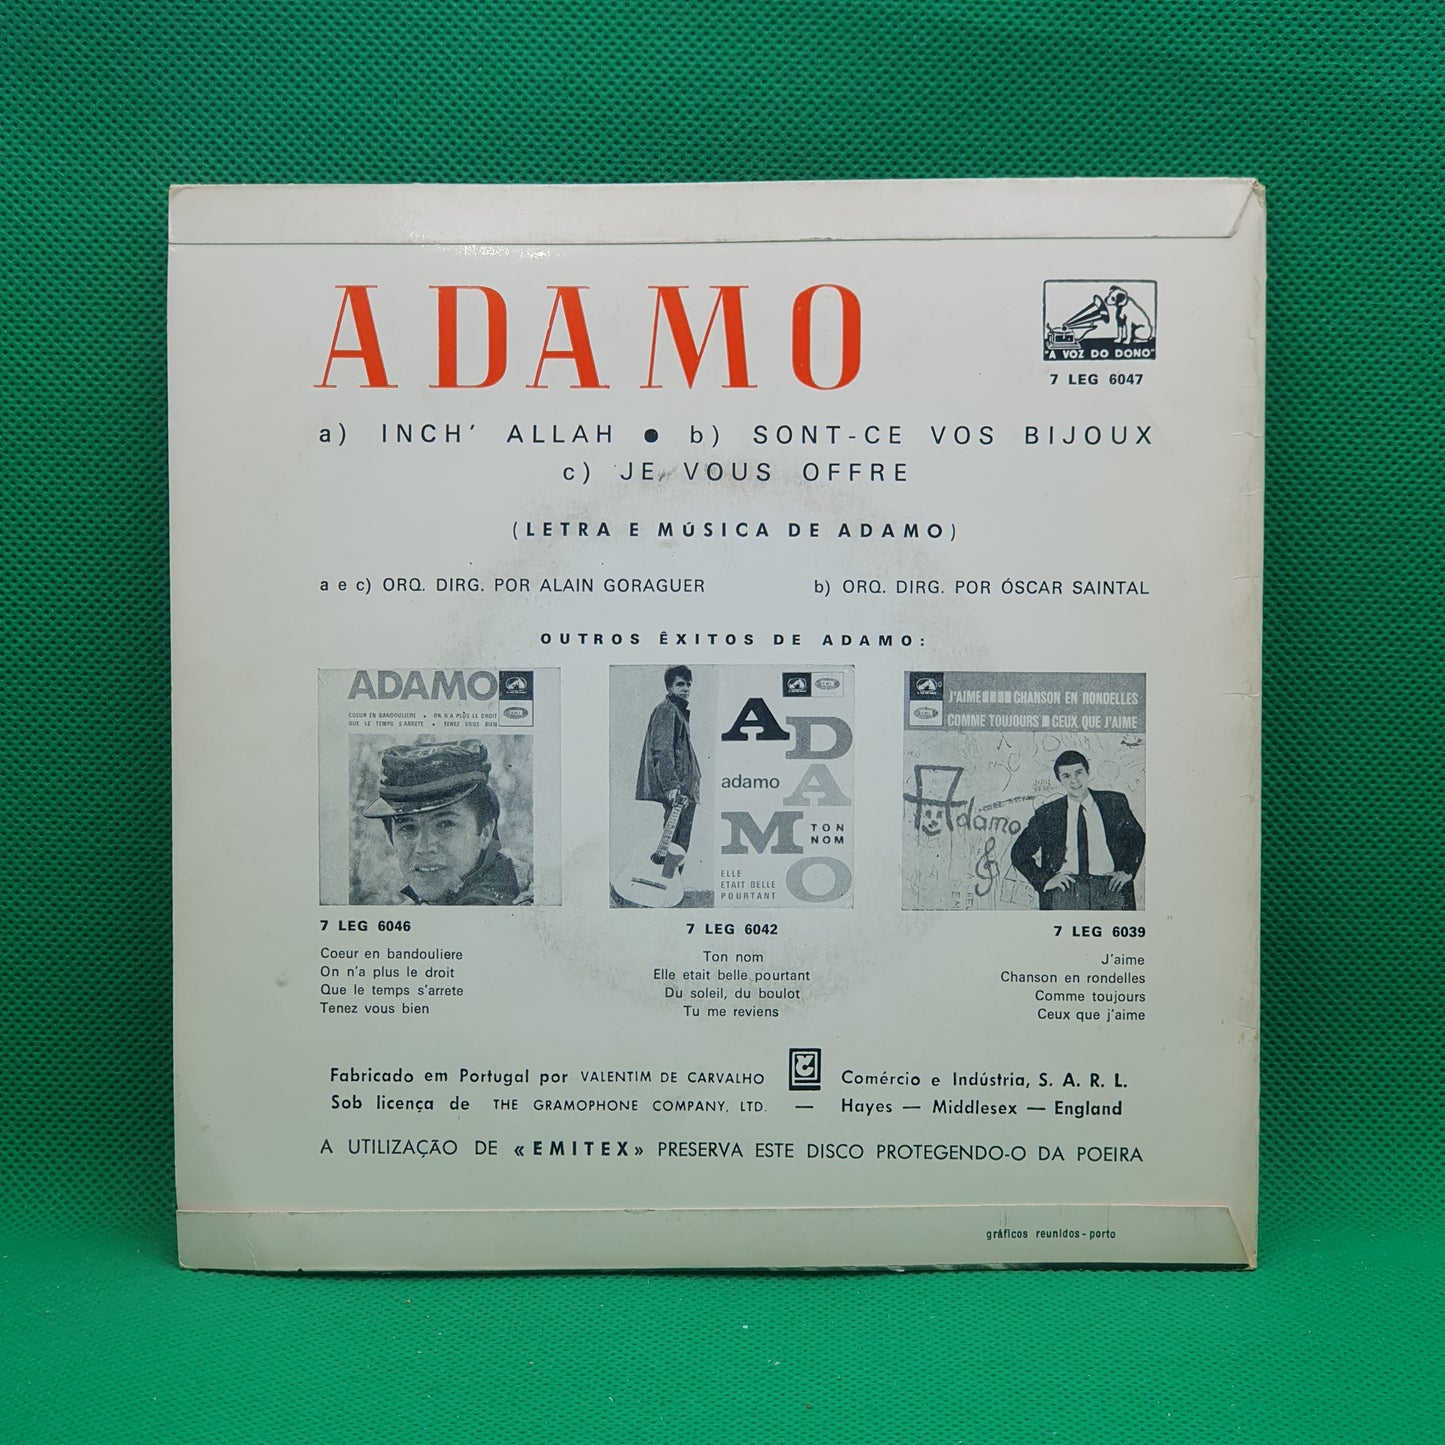 ADAMO
"A VOZ DO DONO"
7 LEG 6047
a) INCH' ALLAH ● b) SONT-CE VOS BIJOUX
c) JE VOUS OFFRE
(LETRA E MÚSICA DE ADAMO)
a e c) ORQ. DIRG. POR ALAIN GORAGUER
b) ORQ. DIRG. POR ÓSCAR SAINTAL
OUTROS ÊXITOS DE ADAMO:
ADAMO
COEUR EN BANDOULIERE • ON N'A PLUS LE DROIT
QUE LE TEMPS S'ARRETE • TENEZ VOUS BIEN
7 LEG 6046
Coeur en bandouliere
On n'a plus le droit
Que le temps s'arrete
Tenez vous bien
ADAMO
adamo
TON
NOM
ELLE
ETAIT BELLE
POURTANT
7 LEG 6042
Ton nom
Elle etait belle pourtant
Du soleil, du boulot
Tu me reviens
J'AIME CHANSON EN RONDELLES
COMME TOUJOURS CEUX QUE J'AIME
Adamo
7 LEG 6039
J'aime
Chanson en rondelles
Comme toujours
Ceux que j'aime
Fabricado em Portugal por VALENTIM DE CARVALHO Comércio e Indústria, S. A. R. L.
Sob licença de THE GRAMOPHONE COMPANY, LTD. — Hayes — Middlesex — England
A UTILIZAÇÃO DE «EMITEX» PRESERVA ESTE DISCO PROTEGENDO-O DA POEIRA
gráficos reunidos - porto